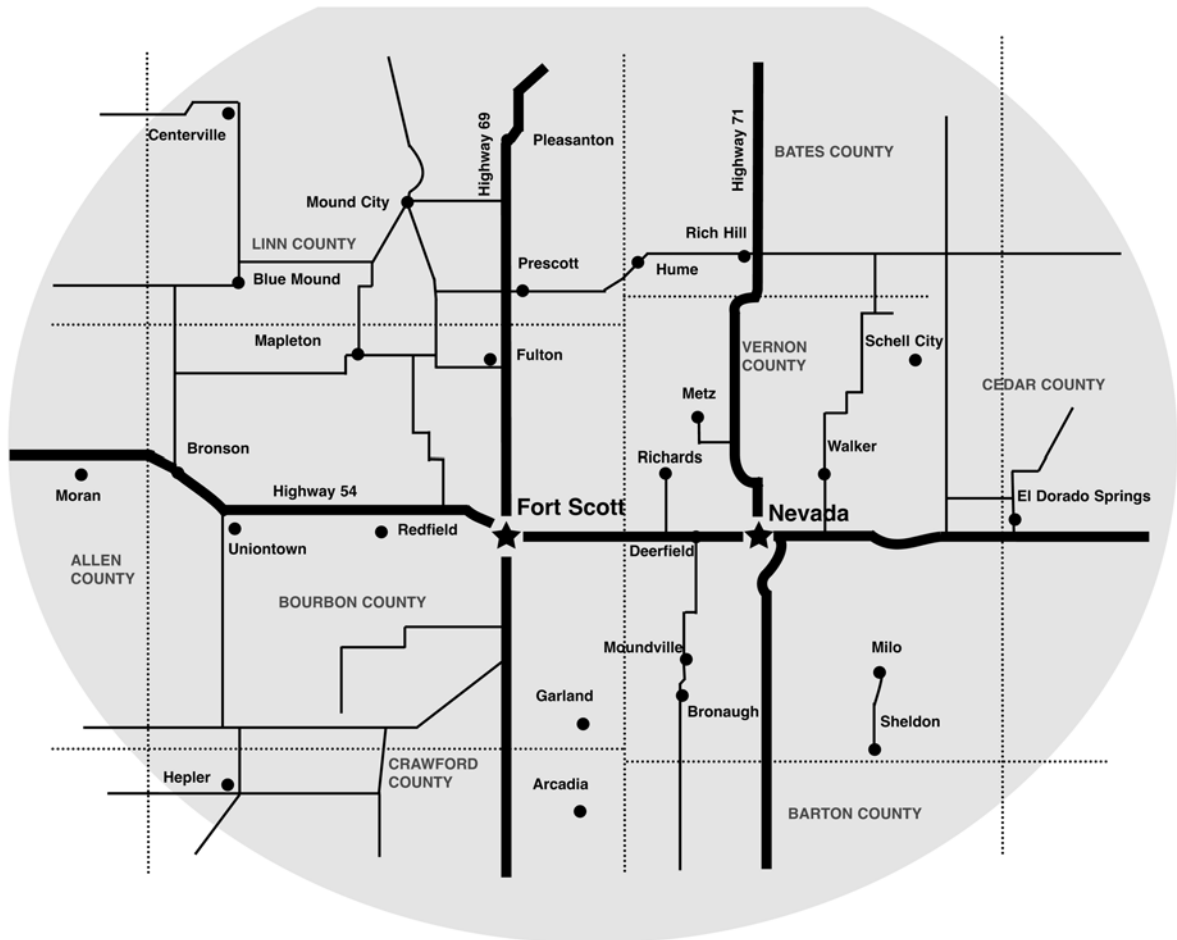 Centerville
Pleasanton
Highway 69
Highway 71
BATES COUNTY
Mound City
LINN COUNTY
Rich Hill
Prescott
Hume
Blue Mound
Mapleton
Fulton
VERNON
COUNTY
Schell City
CEDAR COUNTY
Metz
Bronson
Richards
Walker
Moran
Highway 54
Fort Scott
Nevada
El Dorado Springs
Redfield
Uniontown
Deerfield
ALLEN
COUNTY
BOURBON COUNTY
Moundville
Milo
Garland
Bronaugh
Sheldon
Hepler
CRAWFORD
COUNTY
Arcadia
BARTON COUNTY